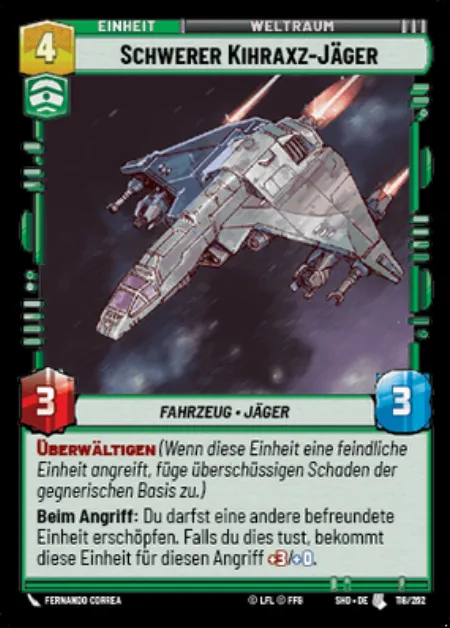 EINHEIT
WELTRAUM
4
SCHWERER KIHRAXZ-JÄGER
3
FAHRZEUG • JÄGER
3
ÜBERWÄLTIGEN (Wenn diese Einheit eine feindliche
Einheit angreift, füge überschüssigen Schaden der
gegnerischen Basis zu.)
Beim Angriff: Du darfst eine andere befreundete
Einheit erschöpfen. Falls du dies tust, bekommt
diese Einheit für diesen Angriff +3/+0.
FERNANDO CORREA
© LFL © FFG
SHD • DE
116/262